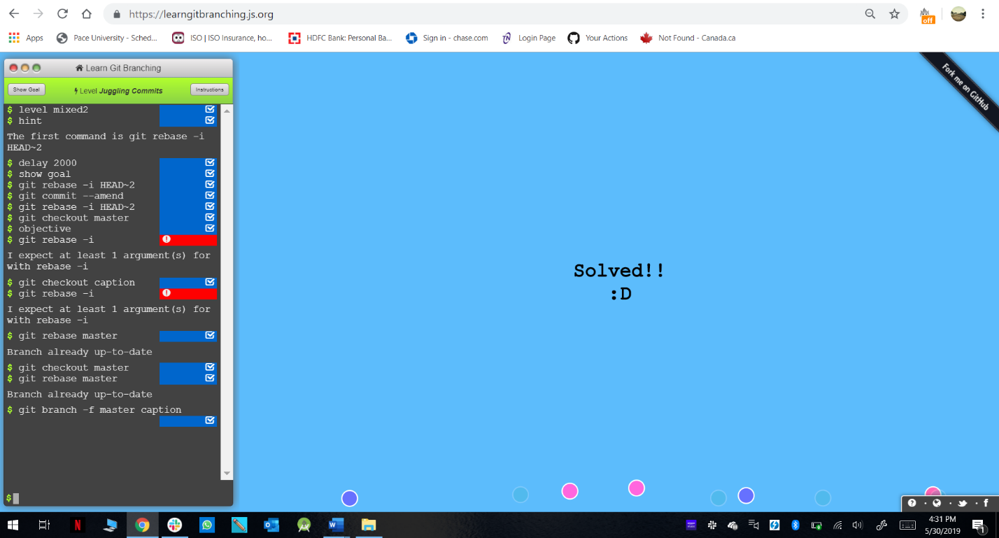 https://learngitbranching.js.org
off
Apps
Pace University - Sched...
ISO | ISO Insurance, ho...
HDFC Bank: Personal Ba...
Sign in - chase.com
Login Page
Your Actions
Not Found - Canada.ca
Learn Git Branching
Show Goal
Level Juggling Commits
Instructions
$ level mixed2
$ hint
The first command is git rebase -i
HEAD~2
$ delay 2000
$ show goal
$ git rebase -i HEAD~2
$ git commit --amend
$ git rebase -i HEAD~2
$ git checkout master
$ objective
$ git rebase -i
I expect at least 1 argument(s) for
with rebase -i
$ git checkout caption
$ git rebase -i
I expect at least 1 argument(s) for
with rebase -i
$ git rebase master
Branch already up-to-date
$ git checkout master
$ git rebase master
Branch already up-to-date
$ git branch -f master caption
$
Solved!!
:D
Fork me on GitHub
4:31 PM
5/30/2019
1